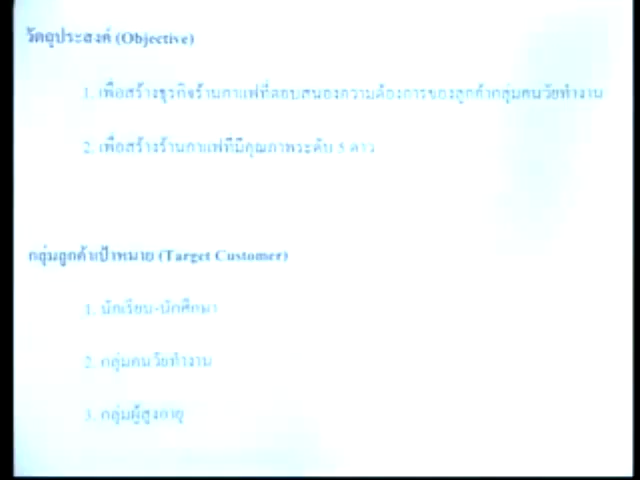 วัตถุประสงค์ (Objective)
1. เพื่อสร้างธุรกิจร้านกาแฟที่ตอบสนองความต้องการของลูกค้ากลุ่มคนวัยทำงาน
2. เพื่อสร้างร้านกาแฟที่มีคุณภาพระดับ 5 ดาว
กลุ่มลูกค้าเป้าหมาย (Target Customer)
1. นักเรียน-นักศึกษา
2. กลุ่มคนวัยทำงาน
3. กลุ่มผู้สูงอายุ